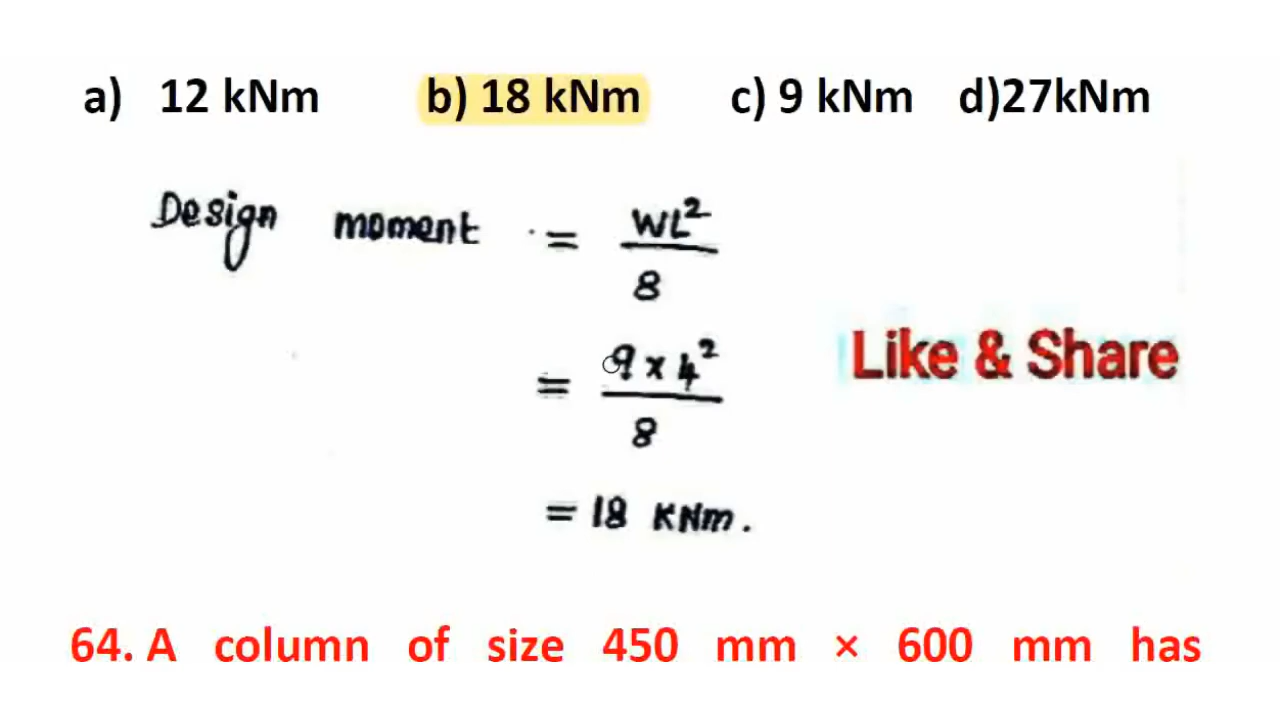 a) 12 kNm b) 18 kNm c) 9 kNm d)27kNm
Design moment = WL²
8
= 9 × 4²
8
Like & Share
= 18 KNm.
64. A column of size 450 mm × 600 mm has